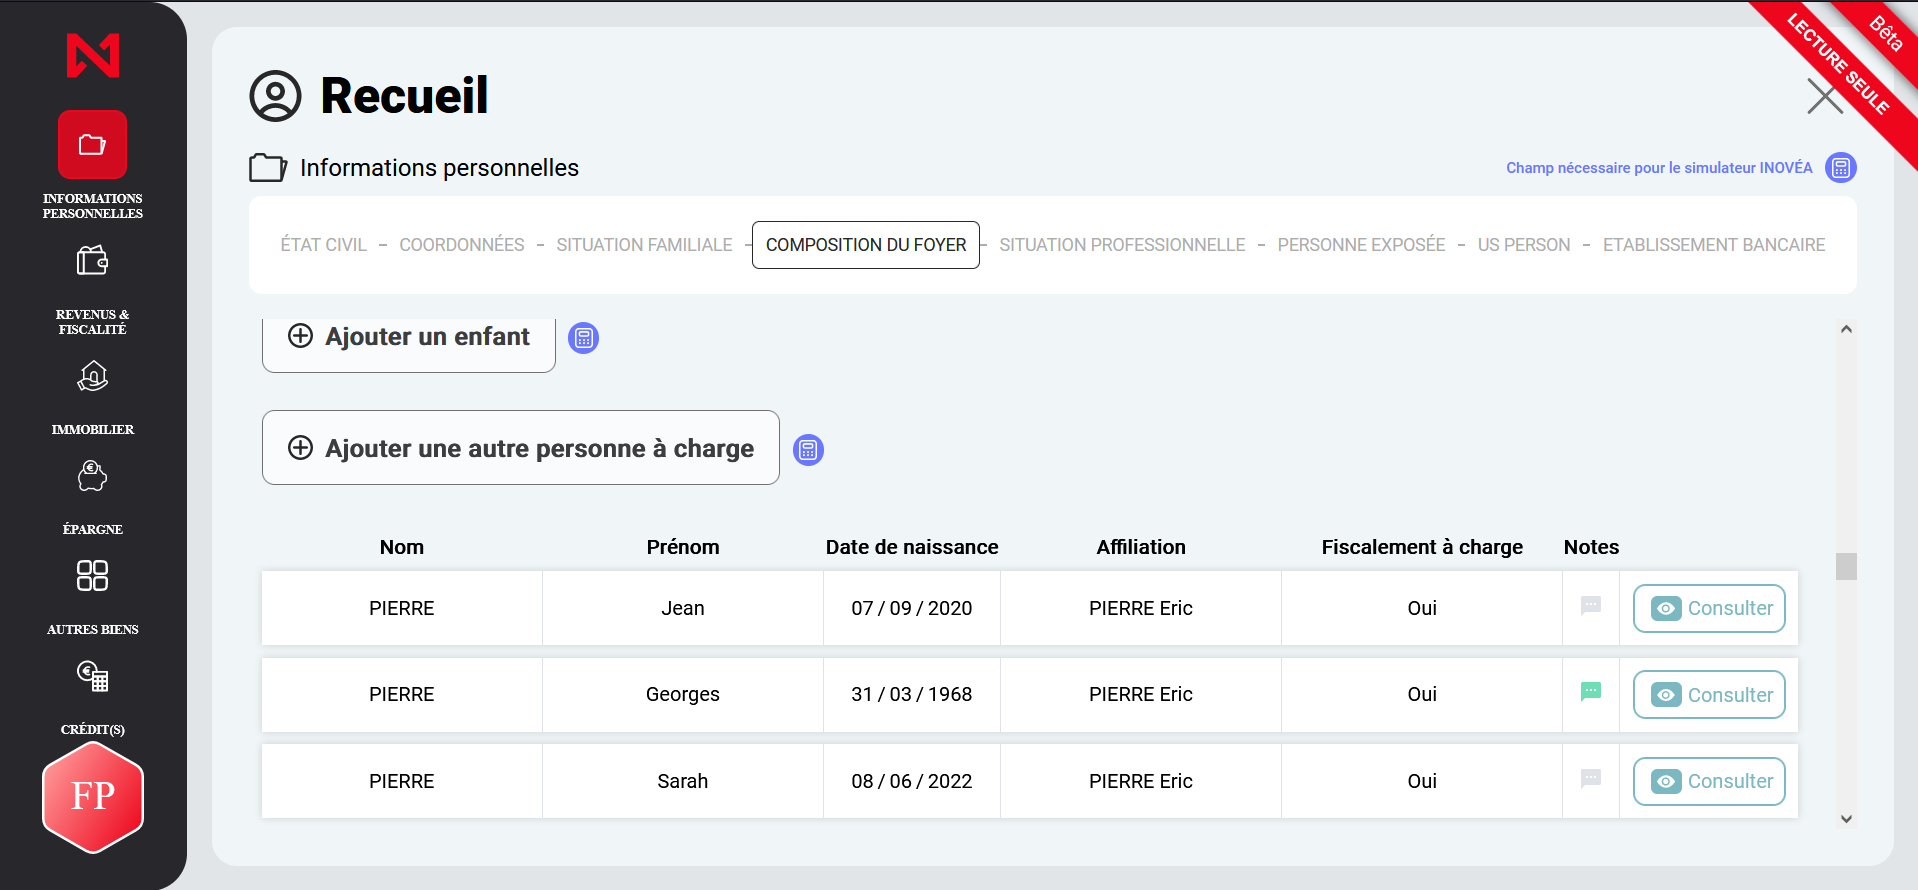 Bêta
LECTURE SEULE
Recueil
Informations personnelles
Champ nécessaire pour le simulateur INOVÉA
ÉTAT CIVIL - COORDONNÉES - SITUATION FAMILIALE - COMPOSITION DU FOYER - SITUATION PROFESSIONNELLE - PERSONNE EXPOSÉE - US PERSON - ETABLISSEMENT BANCAIRE
INFORMATIONS
PERSONNELLES
REVENUS &
FISCALITÉ
IMMOBILIER
ÉPARGNE
AUTRES BIENS
CRÉDIT(S)
FP
Ajouter un enfant
Ajouter une autre personne à charge
Nom Prénom Date de naissance Affiliation Fiscalement à charge Notes
PIERRE Jean 07 / 09 / 2020 PIERRE Eric Oui Consulter
PIERRE Georges 31 / 03 / 1968 PIERRE Eric Oui Consulter
PIERRE Sarah 08 / 06 / 2022 PIERRE Eric Oui Consulter